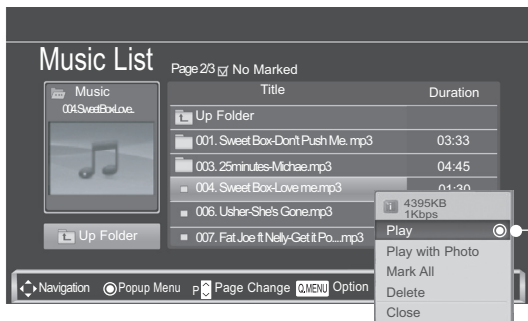 Music List
Page 2/3 No Marked
Music
004.SweetBox-Love..
Title
Duration
Up Folder
001. Sweet Box-Don't Push Me. mp3
03:33
003. 25minutes-Michae.mp3
04:45
004. Sweet Box-Love me.mp3
01:30
006. Usher-She's Gone.mp3
007. Fat Joe ft Nelly-Get it Po....mp3
Up Folder
4395KB
1Kbps
Play
Play with Photo
Mark All
Delete
Close
Navigation
Popup Menu
P Page Change
Q.MENU Option